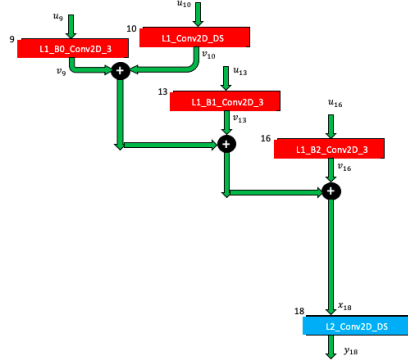 u₉
u₁₀
9
L1_B0_Conv2D_3
10
L1_Conv2D_DS
v₉
+
v₁₀
u₁₃
13
L1_B1_Conv2D_3
v₁₃
+
u₁₆
16
L1_B2_Conv2D_3
v₁₆
+
x₁₈
18
L2_Conv2D_DS
y₁₈